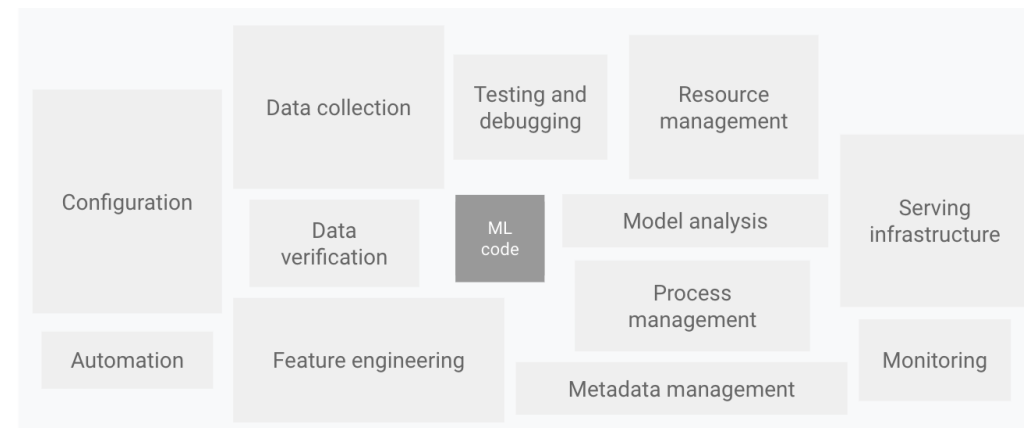 Data collection
Testing and
debugging
Resource
management
Configuration
Data
verification
ML
code
Model analysis
Serving
infrastructure
Process
management
Automation
Feature engineering
Metadata management
Monitoring